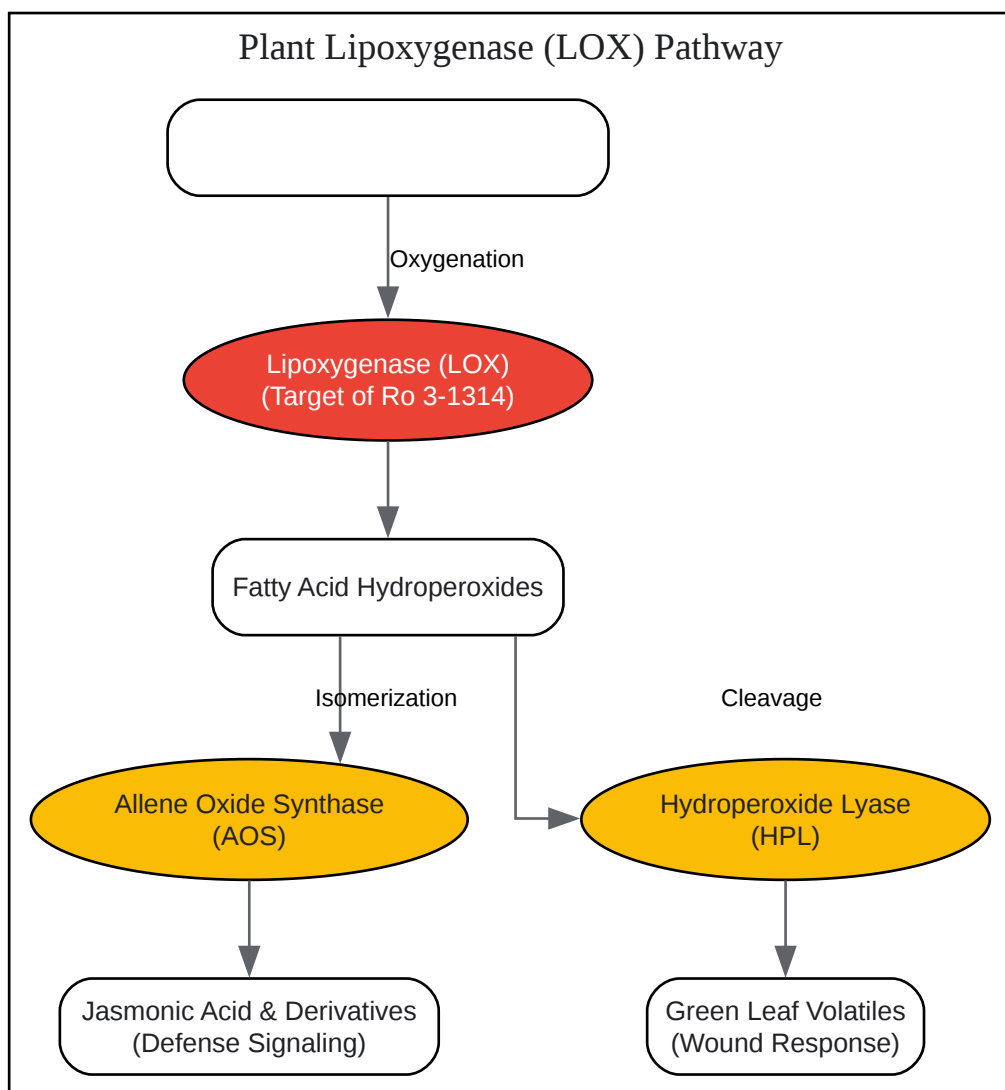 Plant Lipoxygenase (LOX) Pathway
Oxygenation
Lipoxygenase (LOX)
(Target of Ro 3-1314)
Fatty Acid Hydroperoxides
Isomerization
Cleavage
Allene Oxide Synthase
(AOS)
Hydroperoxide Lyase
(HPL)
Jasmonic Acid & Derivatives
(Defense Signaling)
Green Leaf Volatiles
(Wound Response)